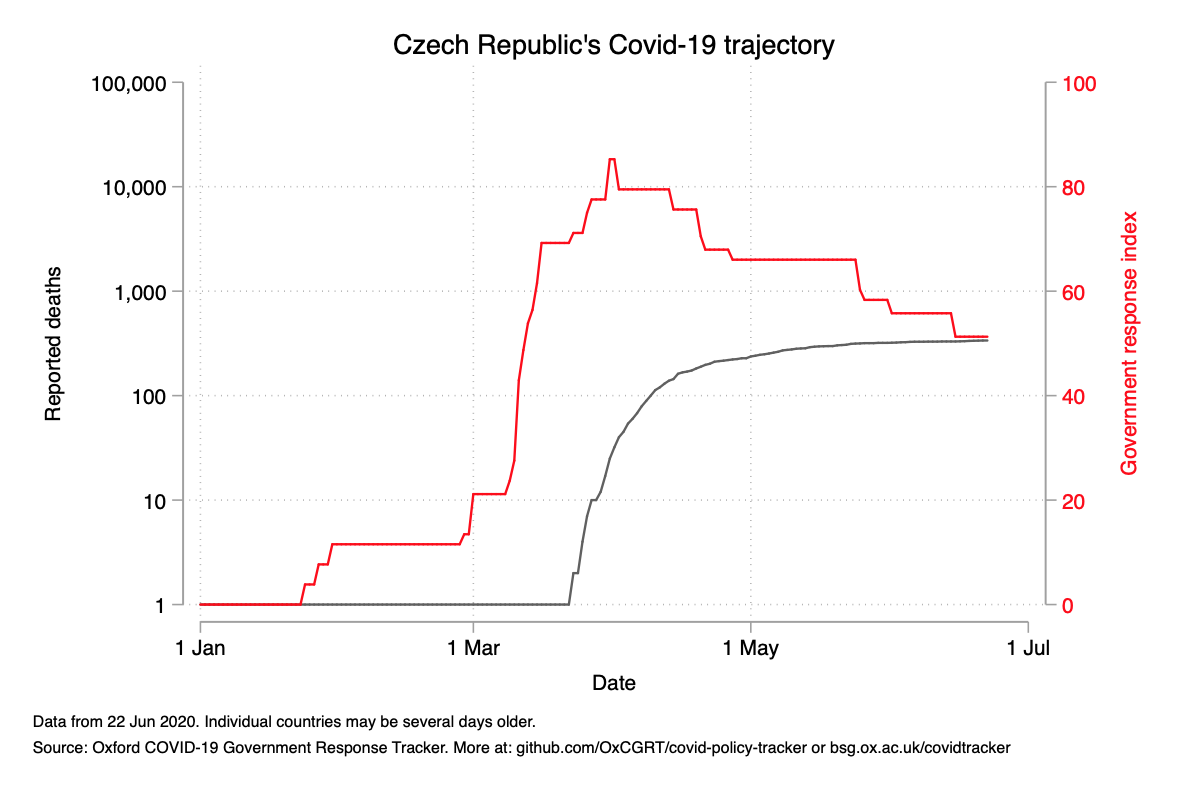 Czech Republic's Covid-19 trajectory
100,000
10,000
1,000
100
10
1
Reported deaths
100
80
60
40
20
0
Government response index
1 Jan
1 Mar
1 May
1 Jul
Date
Data from 22 Jun 2020. Individual countries may be several days older.
Source: Oxford COVID-19 Government Response Tracker. More at: github.com/OxCGRT/covid-policy-tracker or bsg.ox.ac.uk/covidtracker